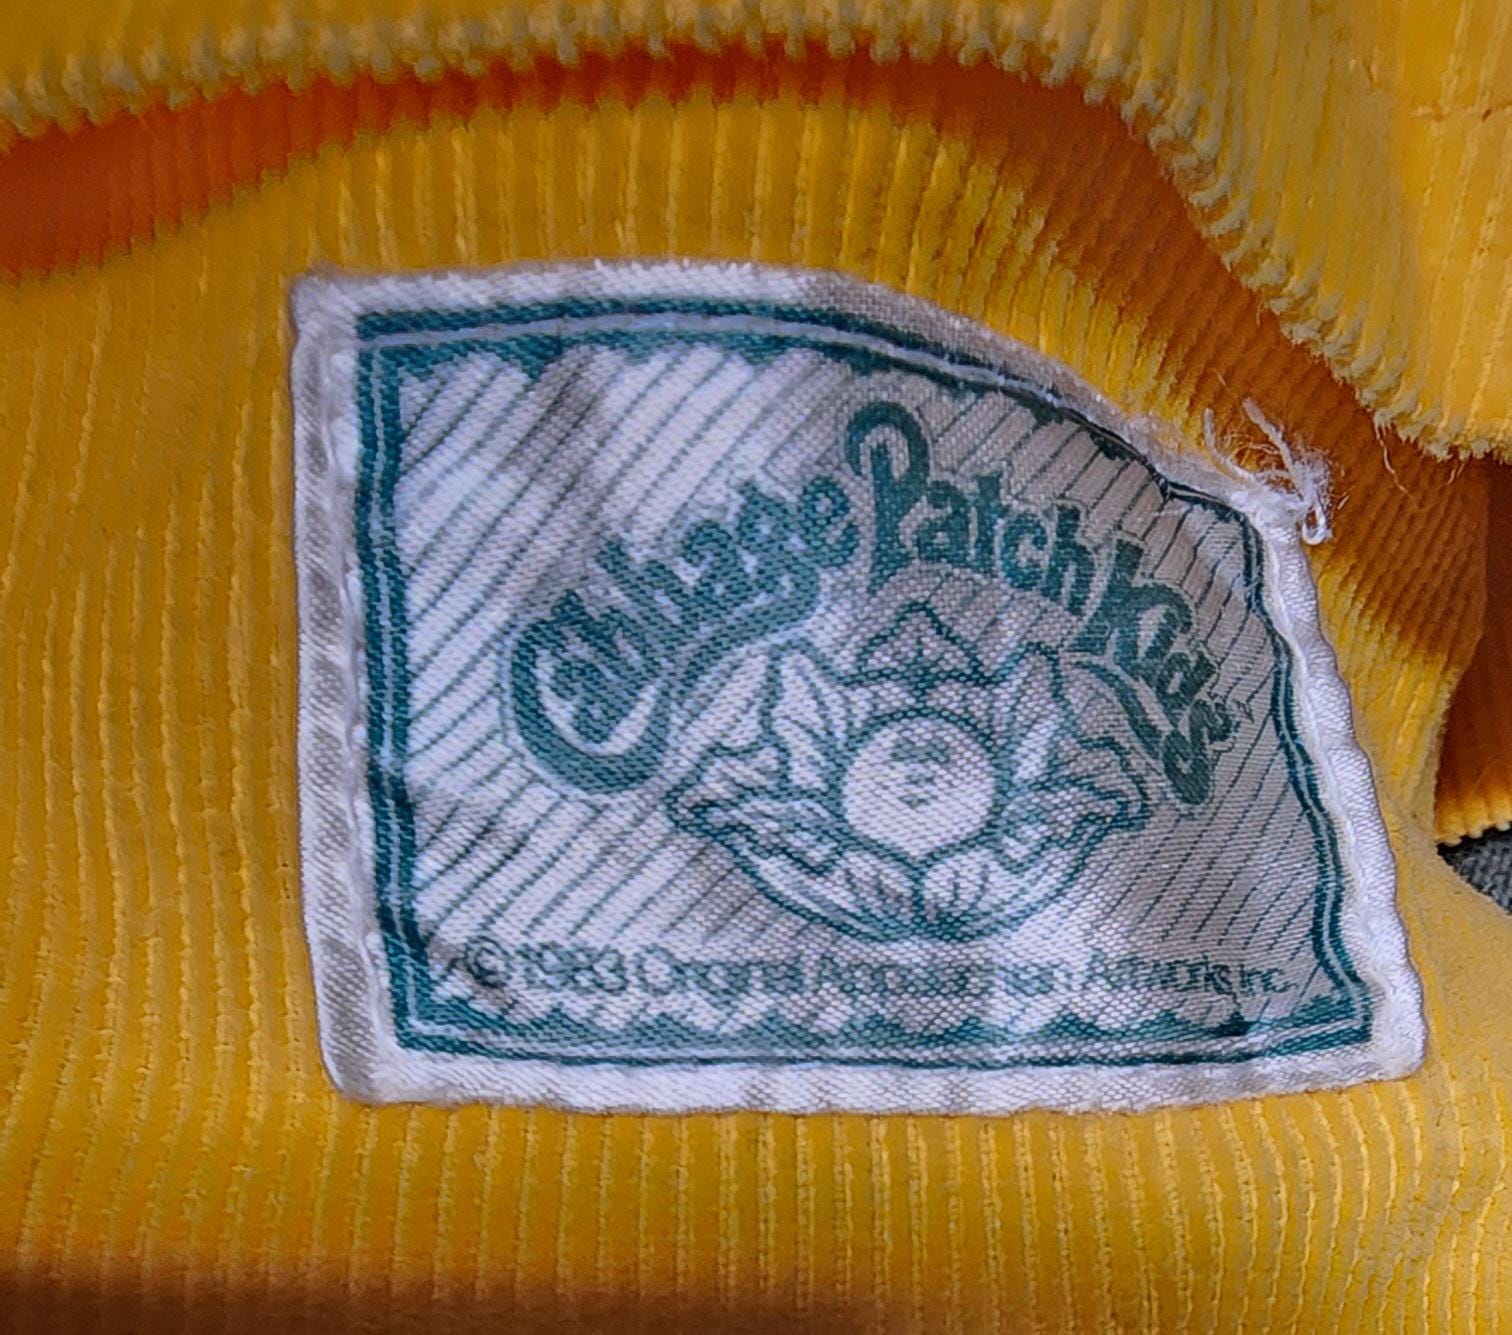 Cabbage Patch Kids
© 1983 Original Appalachian Artworks, Inc.